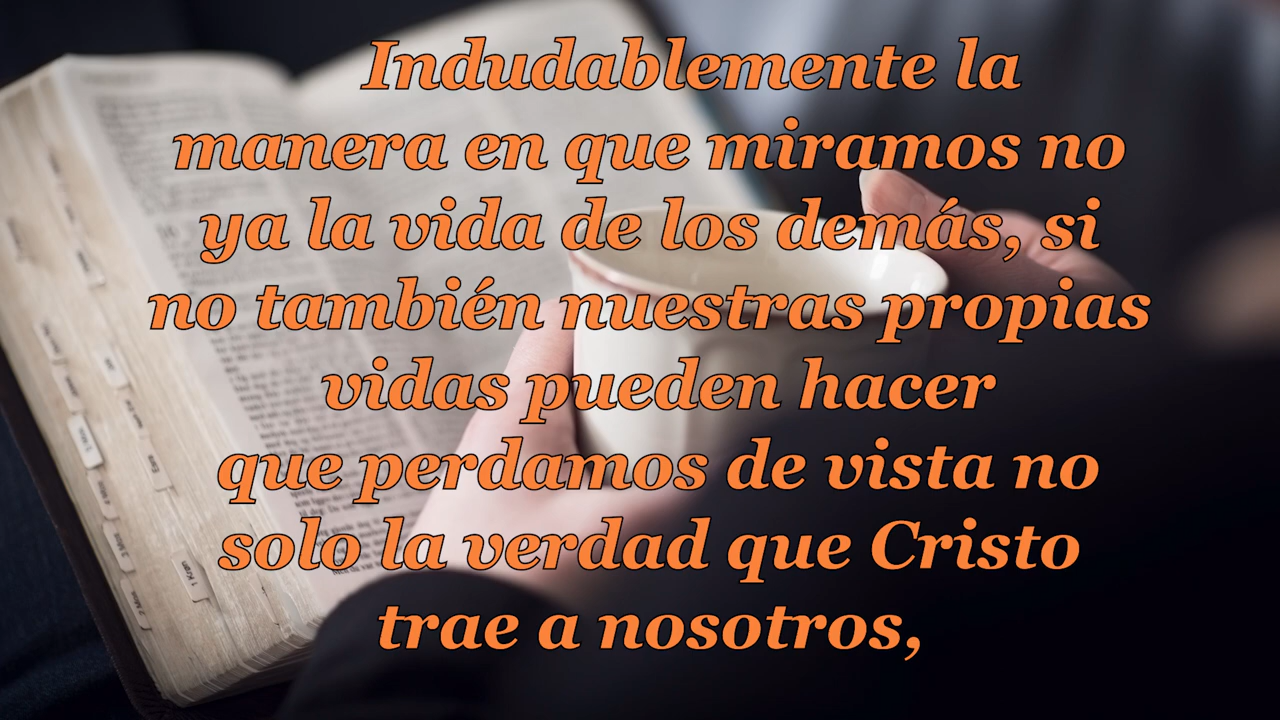 Indudablemente la
manera en que miramos no
ya la vida de los demás, si
no también nuestras propias
vidas pueden hacer
que perdamos de vista no
solo la verdad que Cristo
trae a nosotros,